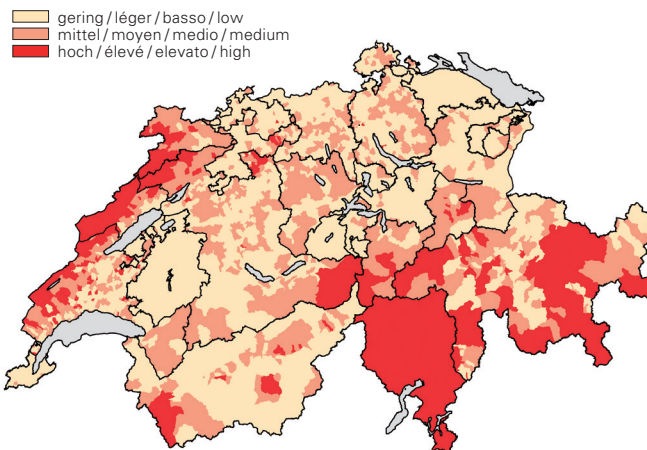 gering / léger / basso / low
mittel / moyen / medio / medium
hoch / élevé / elevato / high